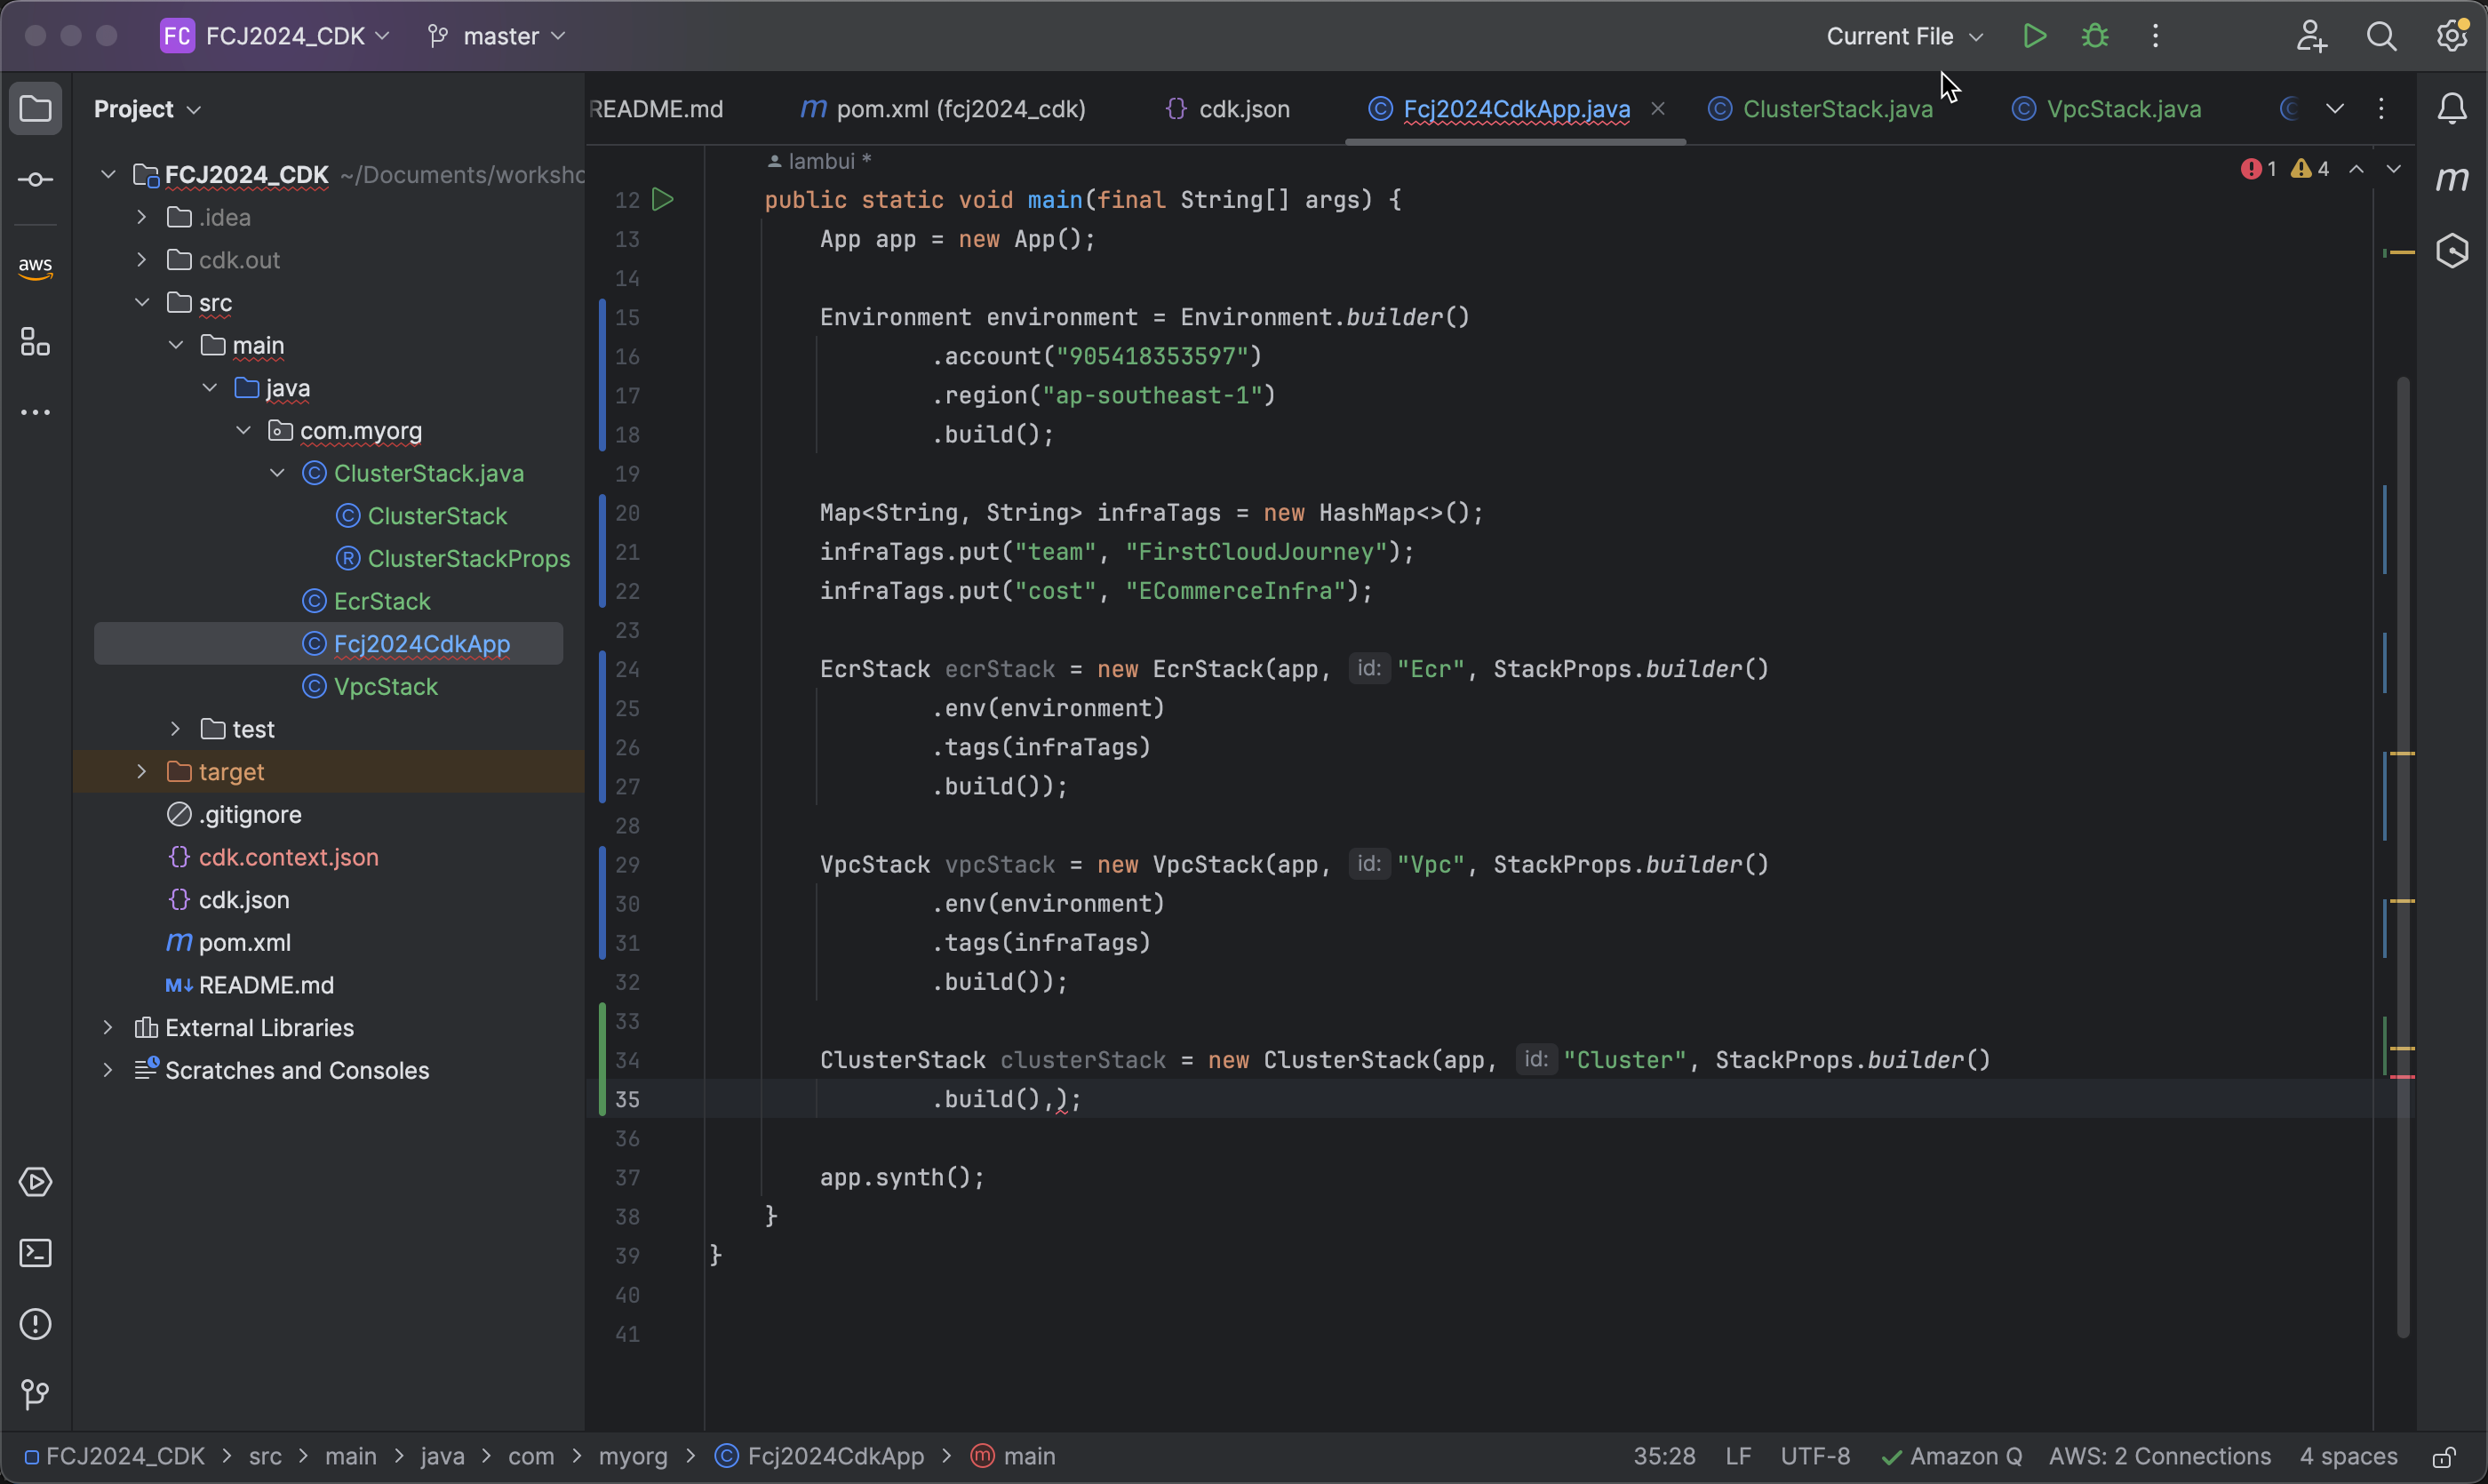 FC FCJ2024_CDK master Current File
Project
README.md
m pom.xml (fcj2024_cdk)
{} cdk.json
C Fcj2024CdkApp.java
C ClusterStack.java
C VpcStack.java
C
m
aws
FCJ2024_CDK ~/Documents/worksho
.idea
cdk.out
src
main
java
com.myorg
C ClusterStack.java
C ClusterStack
R ClusterStackProps
C EcrStack
C Fcj2024CdkApp
C VpcStack
test
target
.gitignore
{} cdk.context.json
{} cdk.json
m pom.xml
M↓ README.md
External Libraries
Scratches and Consoles
lambui *
1 4
12 public static void main(final String[] args) {
13 App app = new App();
14
15 Environment environment = Environment.builder()
16 .account("905418353597")
17 .region("ap-southeast-1")
18 .build();
19
20 Map<String, String> infraTags = new HashMap<>();
21 infraTags.put("team", "FirstCloudJourney");
22 infraTags.put("cost", "ECommerceInfra");
23
24 EcrStack ecrStack = new EcrStack(app, id: "Ecr", StackProps.builder()
25 .env(environment)
26 .tags(infraTags)
27 .build());
28
29 VpcStack vpcStack = new VpcStack(app, id: "Vpc", StackProps.builder()
30 .env(environment)
31 .tags(infraTags)
32 .build());
33
34 ClusterStack clusterStack = new ClusterStack(app, id: "Cluster", StackProps.builder()
35 .build(),);
36
37 app.synth();
38 }
39 }
40
41
FCJ2024_CDK > src > main > java > com > myorg > C Fcj2024CdkApp > m main
35:28 LF UTF-8 Amazon Q AWS: 2 Connections 4 spaces